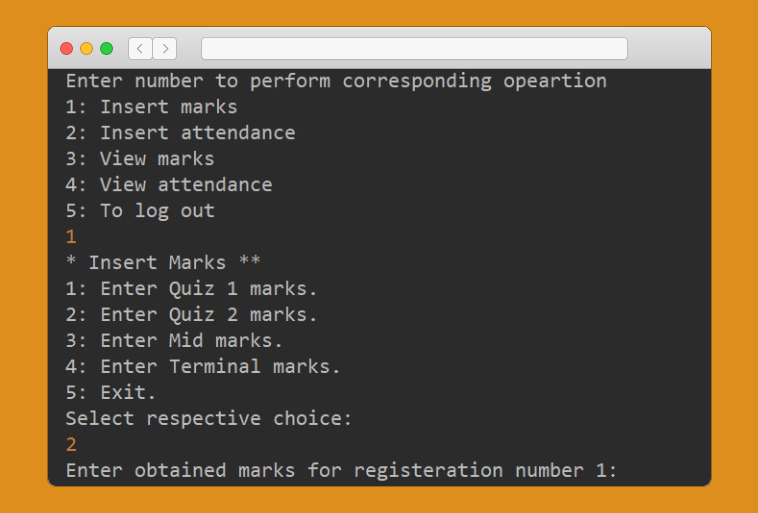 Enter number to perform corresponding opeartion
1: Insert marks
2: Insert attendance
3: View marks
4: View attendance
5: To log out
1
* Insert Marks **
1: Enter Quiz 1 marks.
2: Enter Quiz 2 marks.
3: Enter Mid marks.
4: Enter Terminal marks.
5: Exit.
Select respective choice:
2
Enter obtained marks for registeration number 1: